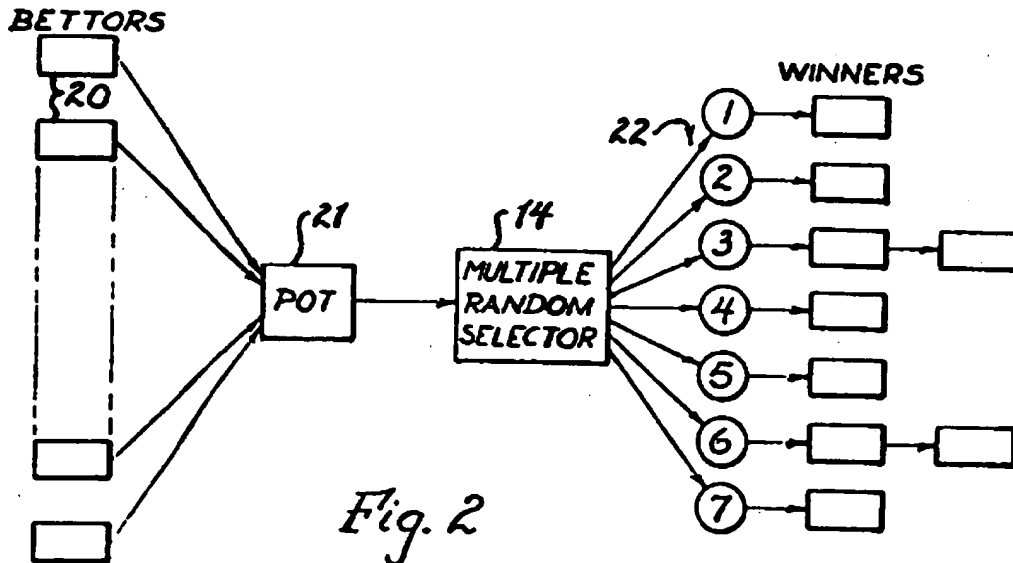 BETTORS
20
21
POT
14
MULTIPLE
RANDOM
SELECTOR
22
WINNERS
1
2
3
4
5
6
7
Fig. 2